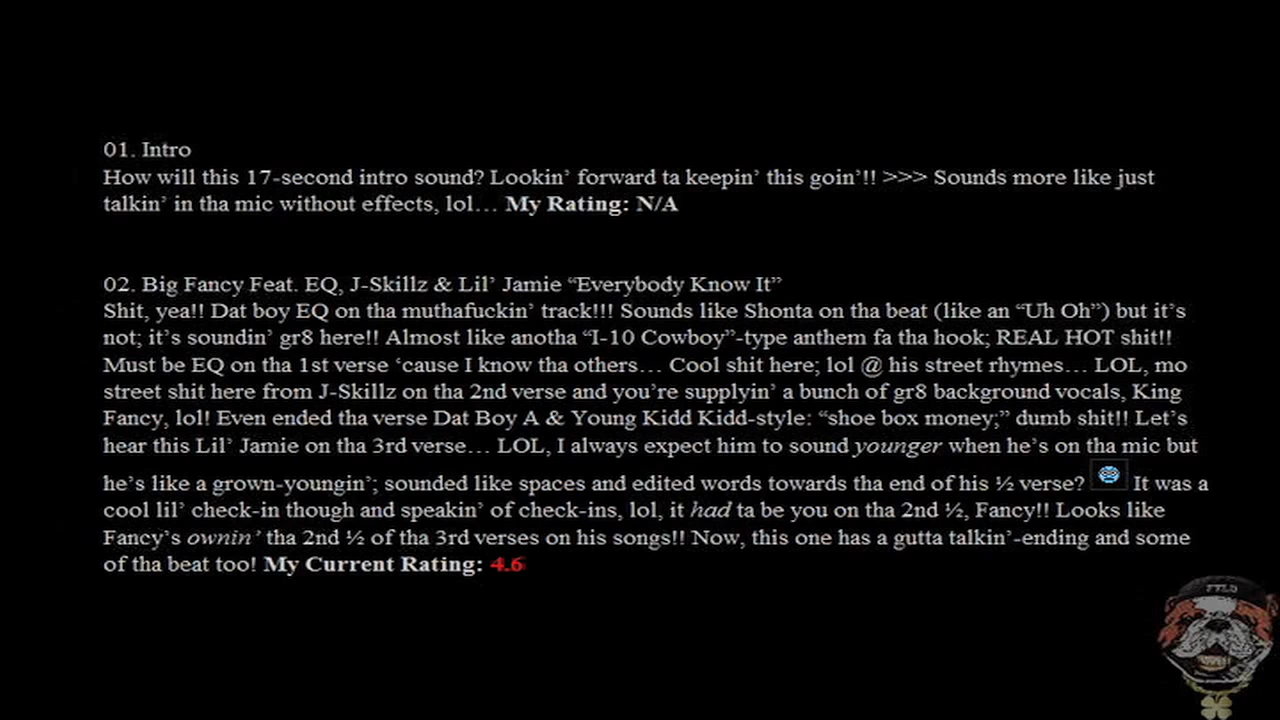 01. Intro
How will this 17-second intro sound? Lookin’ forward ta keepin’ this goin’!! >>> Sounds more like just
talkin’ in tha mic without effects, lol… My Rating: N/A
02. Big Fancy Feat. EQ, J-Skillz & Lil’ Jamie “Everybody Know It”
Shit, yea!! Dat boy EQ on tha muthafuckin’ track!!! Sounds like Shonta on tha beat (like an “Uh Oh”) but it’s
not; it’s soundin’ gr8 here!! Almost like anotha “I-10 Cowboy”-type anthem fa tha hook; REAL HOT shit!!
Must be EQ on tha 1st verse ‘cause I know tha others… Cool shit here; lol @ his street rhymes… LOL, mo
street shit here from J-Skillz on tha 2nd verse and you’re supplyin’ a bunch of gr8 background vocals, King
Fancy, lol! Even ended tha verse Dat Boy A & Young Kidd Kidd-style: “shoe box money;” dumb shit!! Let’s
hear this Lil’ Jamie on tha 3rd verse… LOL, I always expect him to sound younger when he’s on tha mic but
he’s like a grown-youngin’; sounded like spaces and edited words towards tha end of his ½ verse? It was a
cool lil’ check-in though and speakin’ of check-ins, lol, it had ta be you on tha 2nd ½, Fancy!! Looks like
Fancy’s ownin’ tha 2nd ½ of tha 3rd verses on his songs!! Now, this one has a gutta talkin’-ending and some
of tha beat too! My Current Rating: 4.6